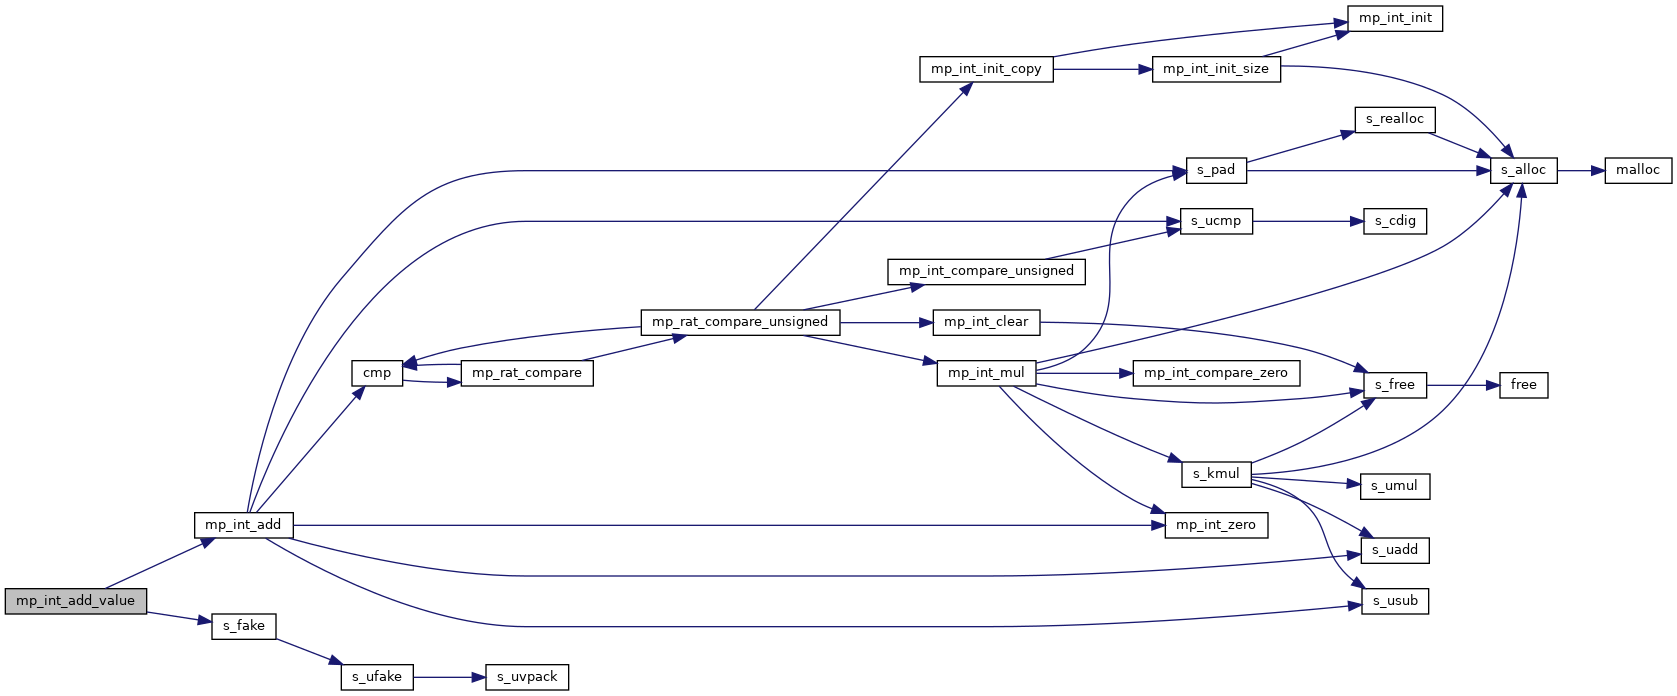 mp_int_init
mp_int_init_copy
mp_int_init_size
s_realloc
s_pad
s_alloc
malloc
s_ucmp
s_cdig
mp_int_compare_unsigned
mp_rat_compare_unsigned
mp_int_clear
cmp
mp_rat_compare
mp_int_mul
mp_int_compare_zero
s_free
free
s_kmul
s_umul
mp_int_add
mp_int_zero
s_uadd
mp_int_add_value
s_usub
s_fake
s_ufake
s_uvpack